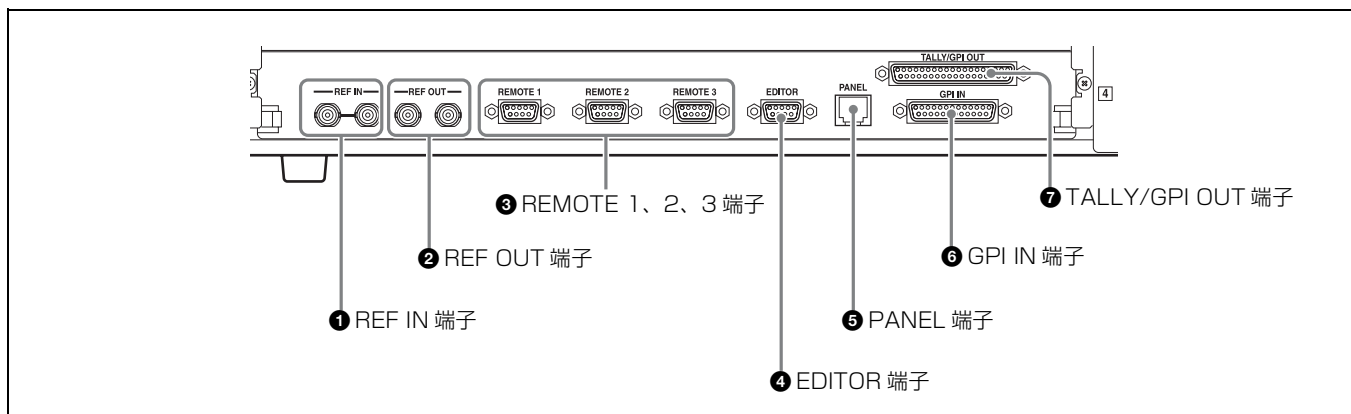 TALLY/GPI OUT
REF IN
REF OUT
REMOTE 1
REMOTE 2
REMOTE 3
EDITOR
PANEL
GPI IN
4
❸ REMOTE 1、2、3 端子
❼ TALLY/GPI OUT 端子
❷ REF OUT 端子
❻ GPI IN 端子
❶ REF IN 端子
❺ PANEL 端子
❹ EDITOR 端子